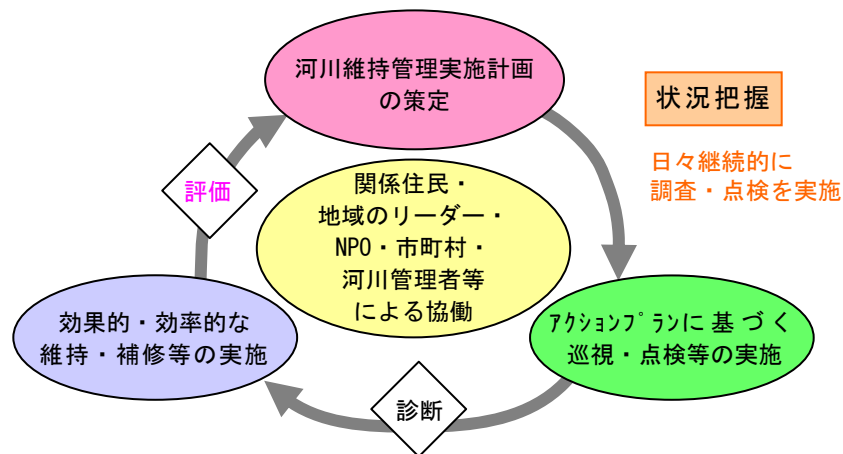 河川維持管理実施計画
の策定
状況把握
日々継続的に
調査・点検を実施
評価
関係住民・
地域のリーダー・
NPO・市町村・
河川管理者等
による協働
効果的・効率的な
維持・補修等の実施
ｱｸｼｮﾝﾌﾟﾗﾝに基づく
巡視・点検等の実施
診断